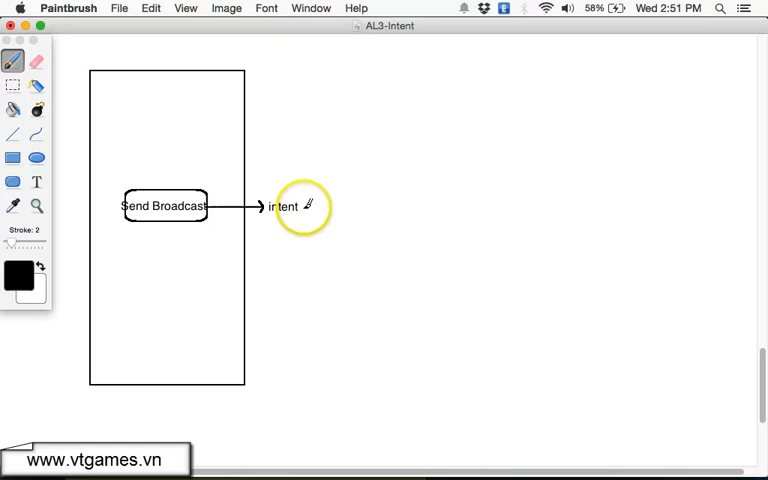 Paintbrush File Edit View Image Font Window Help 58% Wed 2:51 PM
AL3-Intent
Send Broadcast intent
T
Stroke: 2
www.vtgames.vn